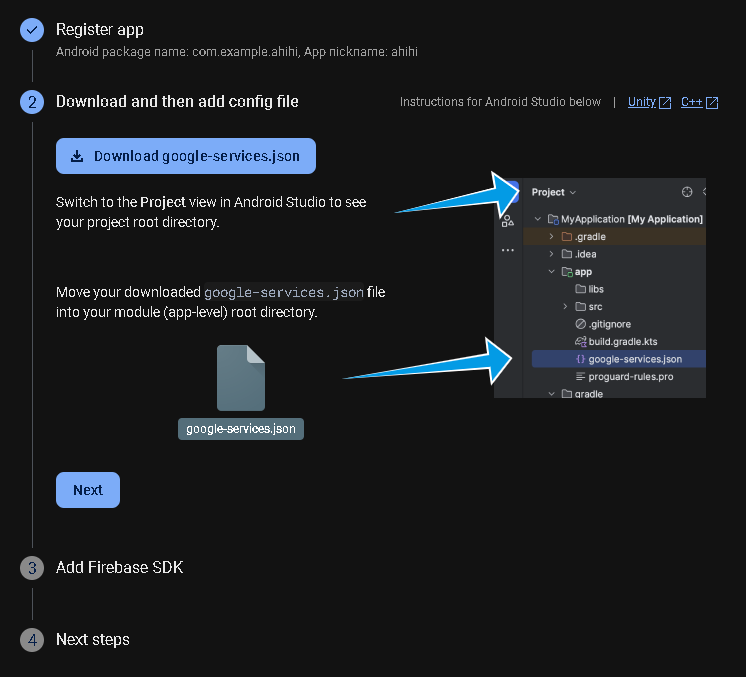 Register app
Android package name: com.example.ahihi, App nickname: ahihi
2
Download and then add config file
Instructions for Android Studio below | Unity C++
Download google-services.json
Switch to the Project view in Android Studio to see
your project root directory.
Move your downloaded google-services.json file
into your module (app-level) root directory.
google-services.json
Project
MyApplication [My Application]
.gradle
.idea
app
libs
src
.gitignore
build.gradle.kts
{} google-services.json
proguard-rules.pro
gradle
Next
3
Add Firebase SDK
4
Next steps